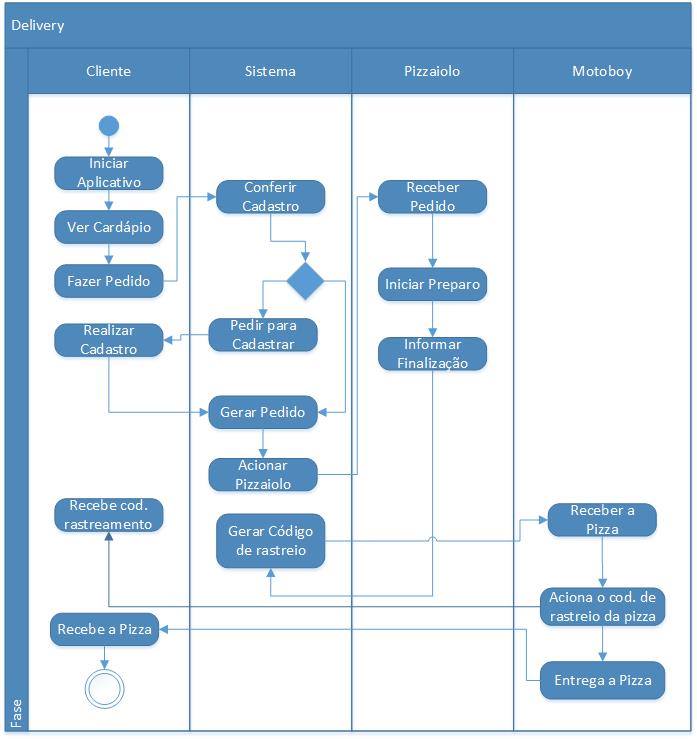 Delivery
Cliente
Sistema
Pizzaiolo
Motoboy
Iniciar
Aplicativo
Ver Cardápio
Fazer Pedido
Conferir
Cadastro
Pedir para
Cadastrar
Realizar
Cadastro
Gerar Pedido
Acionar
Pizzaiolo
Receber
Pedido
Iniciar Preparo
Informar
Finalização
Gerar Código
de rastreio
Receber a
Pizza
Aciona o cod. de
rastreio da pizza
Recebe cod.
rastreamento
Entrega a Pizza
Recebe a Pizza
Fase